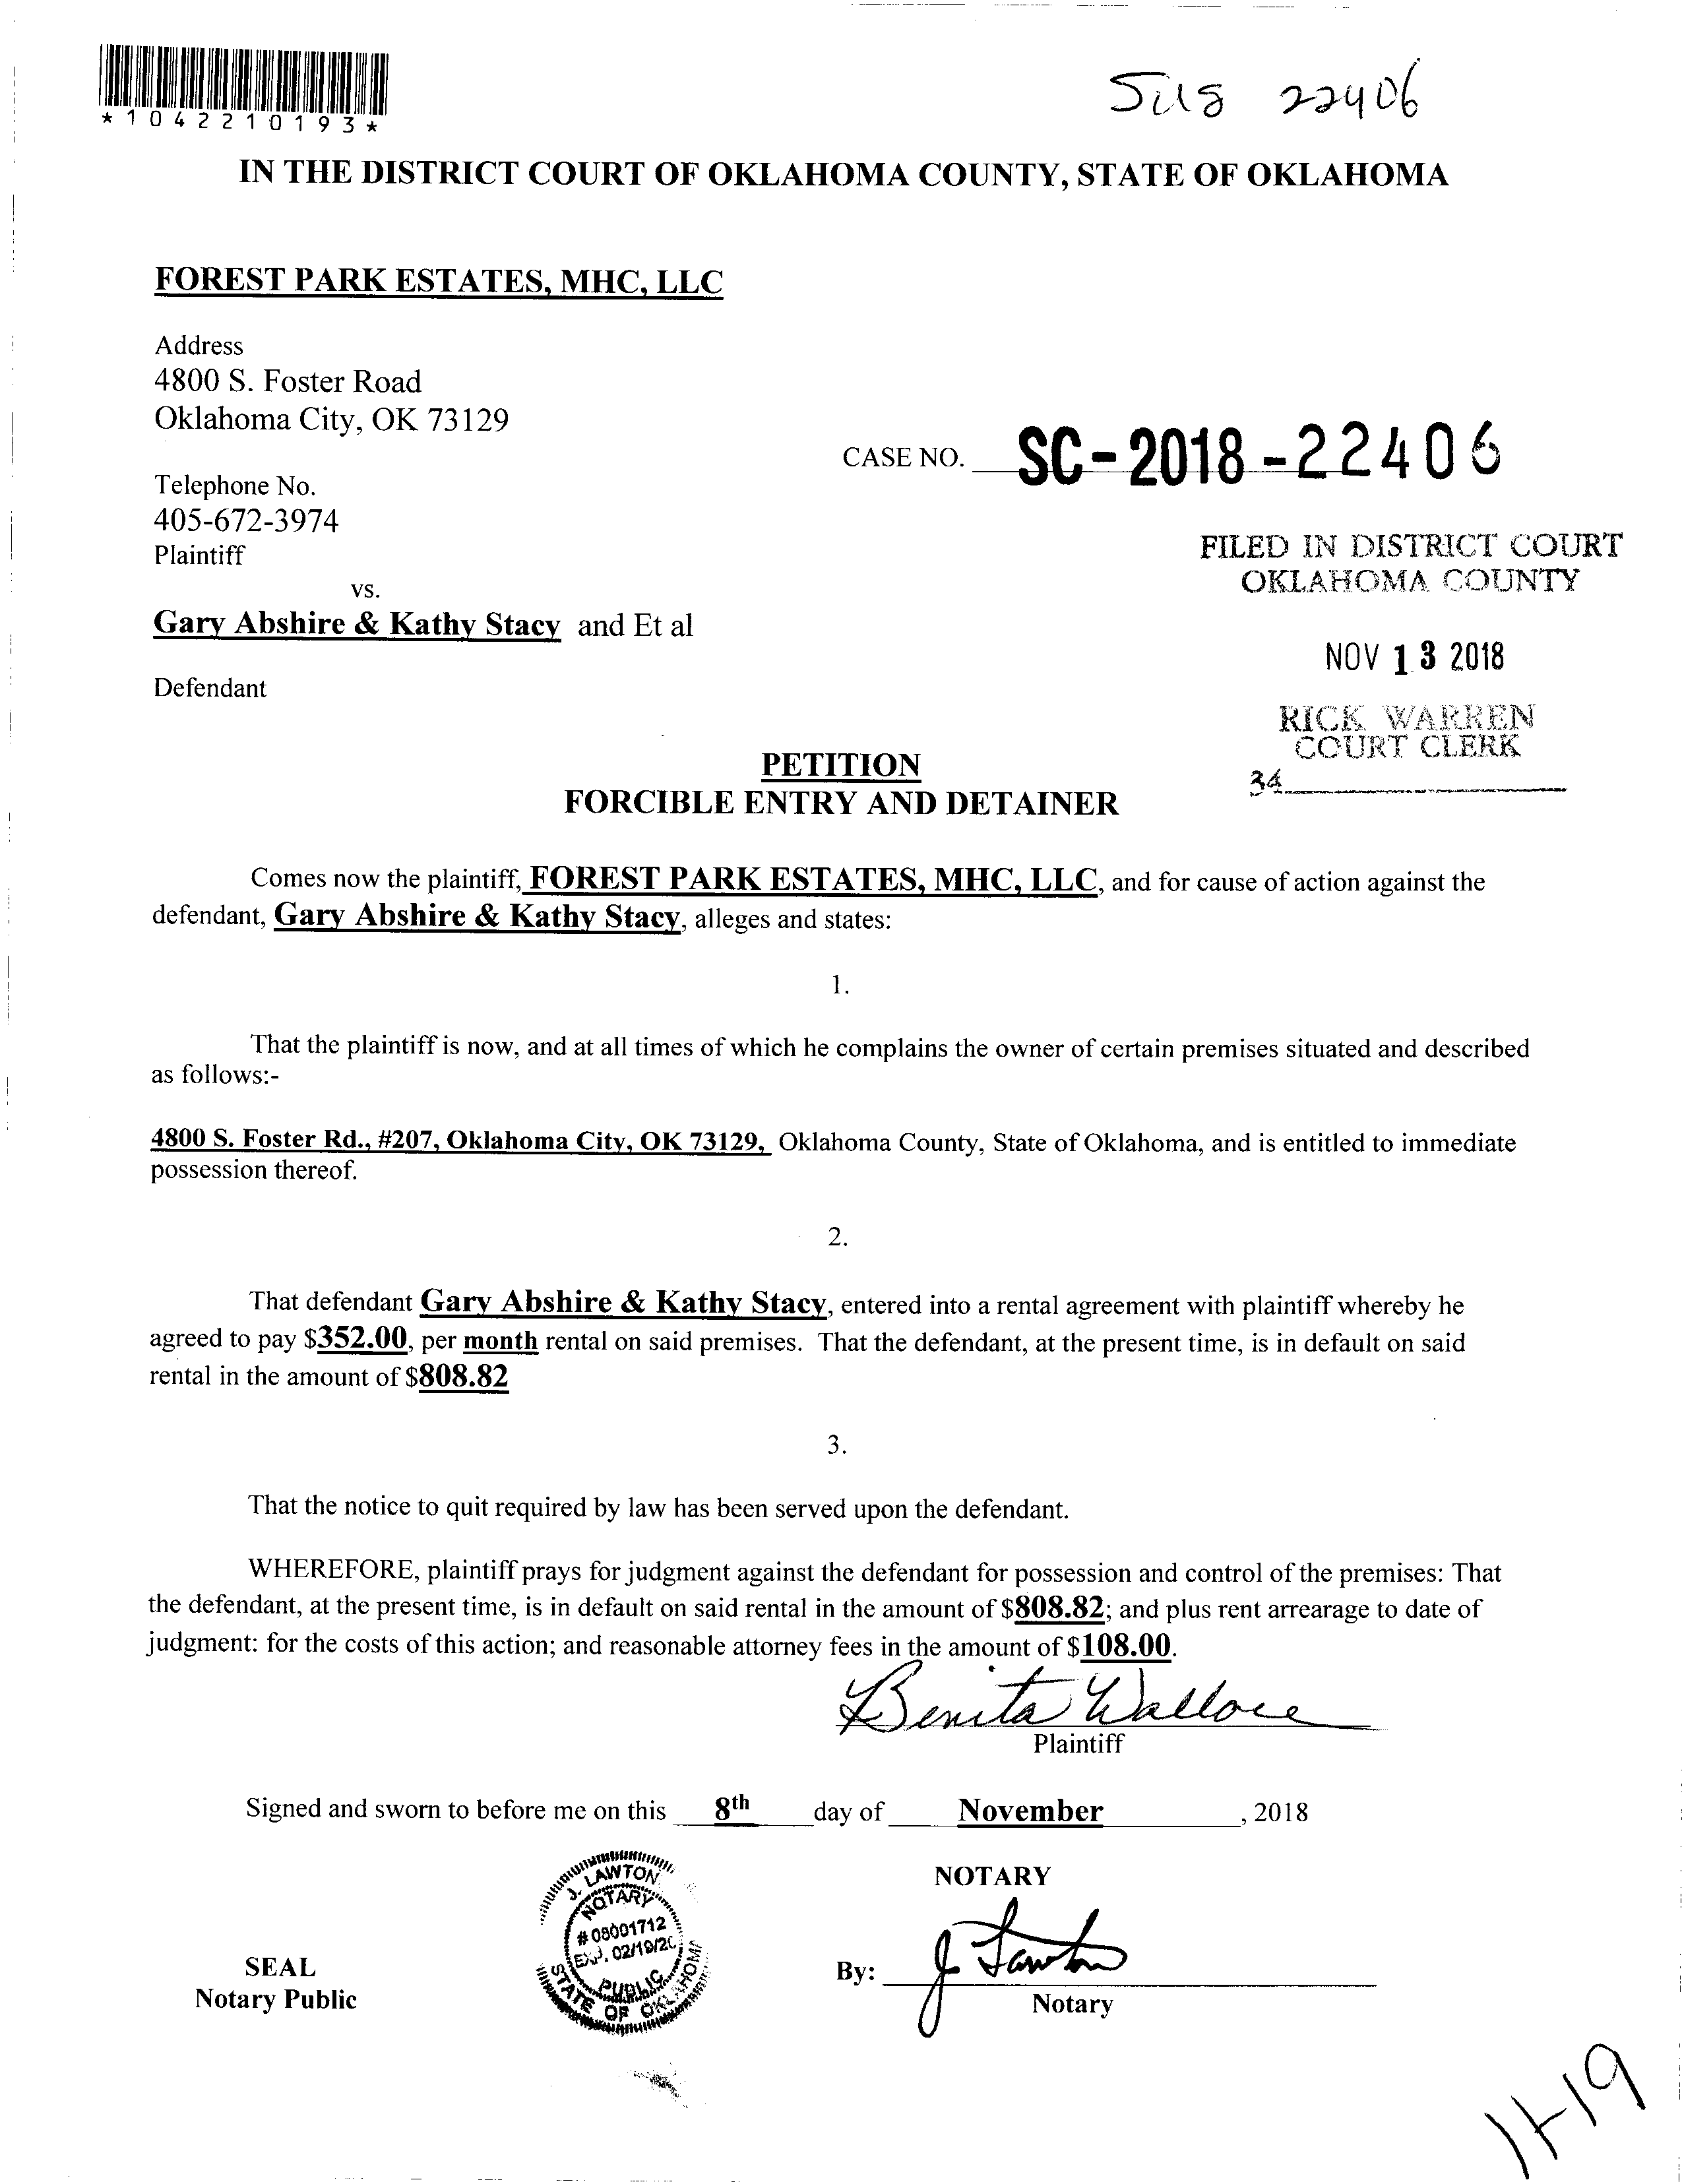 *1042210193*
22406
IN THE DISTRICT COURT OF OKLAHOMA COUNTY, STATE OF OKLAHOMA
FOREST PARK ESTATES, MHC, LLC
Address
4800 S. Foster Road
Oklahoma City, OK 73129
CASE NO. SC-2018-22406
Telephone No.
405-672-3974
Plaintiff
FILED IN DISTRICT COURT
OKLAHOMA COUNTY
vs.
Gary Abshire & Kathy Stacy and Et al
NOV 13 2018
Defendant
RICK WARREN
COURT CLERK
34
PETITION
FORCIBLE ENTRY AND DETAINER
Comes now the plaintiff, FOREST PARK ESTATES, MHC, LLC, and for cause of action against the
defendant, Gary Abshire & Kathy Stacy, alleges and states:
1.
That the plaintiff is now, and at all times of which he complains the owner of certain premises situated and described
as follows:-
4800 S. Foster Rd., #207, Oklahoma City, OK 73129, Oklahoma County, State of Oklahoma, and is entitled to immediate
possession thereof.
2.
That defendant Gary Abshire & Kathy Stacy, entered into a rental agreement with plaintiff whereby he
agreed to pay $352.00, per month rental on said premises. That the defendant, at the present time, is in default on said
rental in the amount of $808.82
3.
That the notice to quit required by law has been served upon the defendant.
WHEREFORE, plaintiff prays for judgment against the defendant for possession and control of the premises: That
the defendant, at the present time, is in default on said rental in the amount of $808.82; and plus rent arrearage to date of
judgment: for the costs of this action; and reasonable attorney fees in the amount of $108.00.
Benita Wallace
Plaintiff
Signed and sworn to before me on this 8th day of November, 2018
J. LAWTON
NOTARY
# 08001712
EXP. 02/19/20
PUBLIC
STATE OF OKLAHOMA
NOTARY
SEAL
Notary Public
By: J Lawton
Notary
11-19